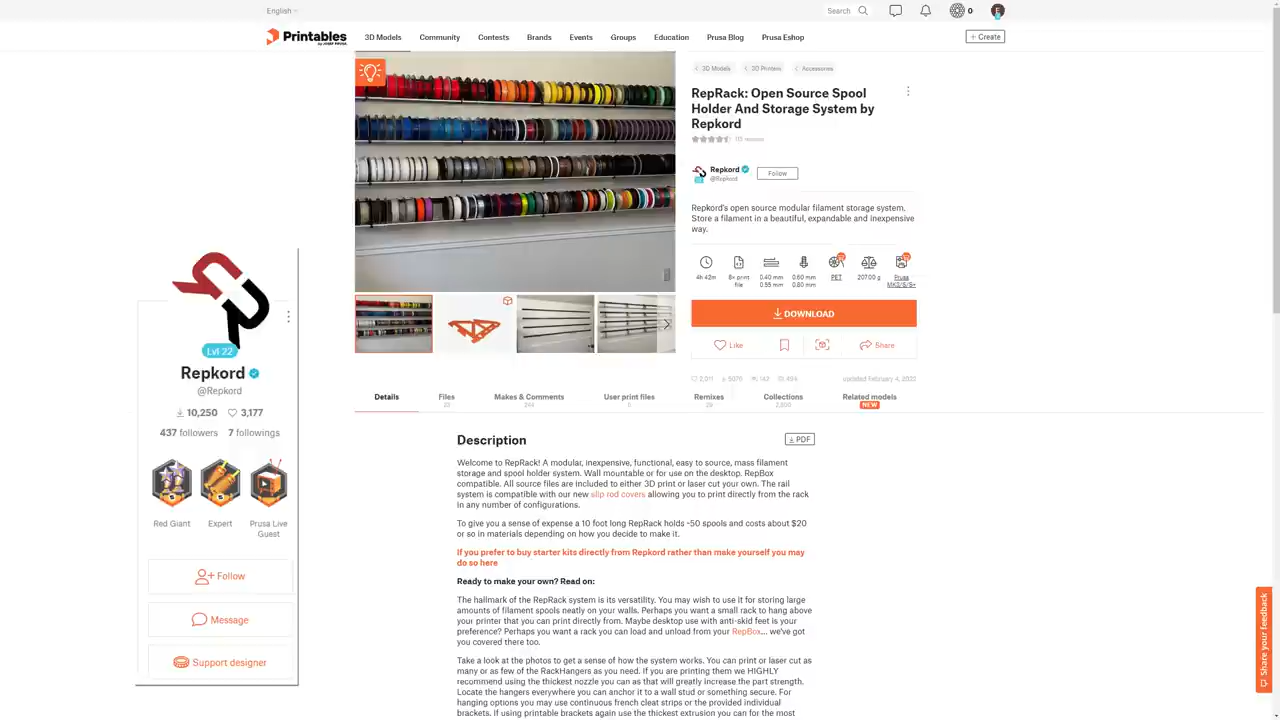 English
Search
0
Printables
by JOSEF PRUSA
3D Models
Community
Contests
Brands
Events
Groups
Education
Prusa Blog
Prusa Eshop
+ Create
3D Models
3D Printers
Accessories
RepRack: Open Source Spool
Holder And Storage System by
Repkord
115 reviews
Repkord
@Repkord
Follow
Repkord's open source modular filament storage system.
Store a filament in a beautiful, expandable and inexpensive
way.
4h 42m
8× print
file
0.40 mm
0.55 mm
0.60 mm
0.80 mm
PET
207.00 g
Prusa
MK3/S/S+
DOWNLOAD
Like
Share
updated February 4, 2022
Details
Files
Makes & Comments
244
User print files
Remixes
Collections
Related models
NEW
Description
PDF
Welcome to RepRack! A modular, inexpensive, functional, easy to source, mass filament
storage and spool holder system. Wall mountable or for use on the desktop. RepBox
compatible. All source files are included to either 3D print or laser cut your own. The rail
system is compatible with our new slip rod covers allowing you to print directly from the rack
in any number of configurations.
To give you a sense of expense a 10 foot long RepRack holds ~50 spools and costs about $20
or so in materials depending on how you decide to make it.
If you prefer to buy starter kits directly from Repkord rather than make yourself you may
do so here
Ready to make your own? Read on:
The hallmark of the RepRack system is its versatility. You may wish to use it for storing large
amounts of filament spools neatly on your walls. Perhaps you want a small rack to hang above
your printer that you can print directly from. Maybe desktop use with anti-skid feet is your
preference? Perhaps you want a rack you can load and unload from your RepBox... we've got
you covered there too.
Take a look at the photos to get a sense of how the system works. You can print or laser cut as
many or as few of the RackHangers as you need. If you are printing them we HIGHLY
recommend using the thickest nozzle you can as that will greatly increase the part strength.
Locate the hangers everywhere you can anchor it to a wall stud or something secure. For
hanging options you may use continuous french cleat strips or the provided individual
brackets. If using printable brackets again use the thickest extrusion you can for the most
Lvl 22
Repkord
@Repkord
10,250
3,177
437 followers
7 followings
Red Giant
Expert
Prusa Live
Guest
Follow
Message
Support designer
Share your feedback